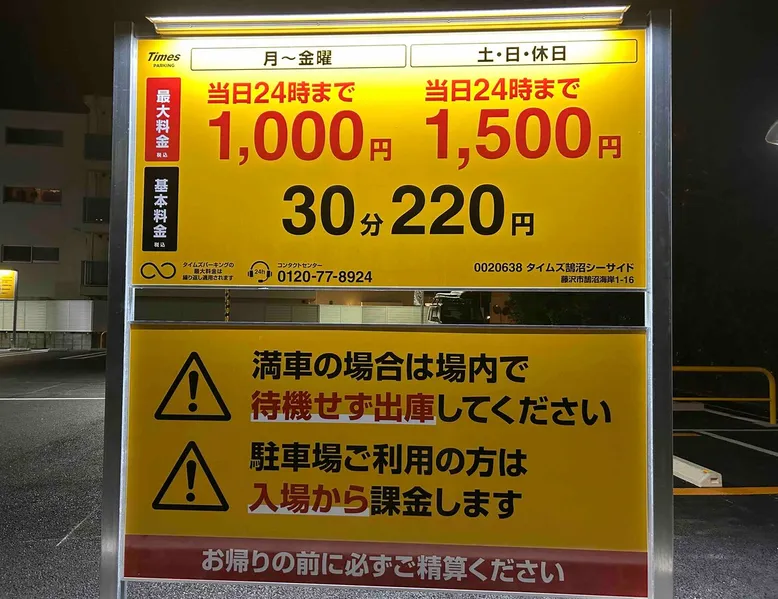 Times
PARKING
月～金曜
土・日・休日
最大料金
税込
当日24時まで
1,000円
当日24時まで
1,500円
基本料金
税込
30分220円
タイムズパーキングの
最大料金は
繰り返し適用されます
24h
コンタクトセンター
0120-77-8924
0020638 タイムズ鵠沼シーサイド
藤沢市鵠沼海岸1-16
満車の場合は場内で
待機せず出庫してください
駐車場ご利用の方は
入場から課金します
お帰りの前に必ずご精算ください